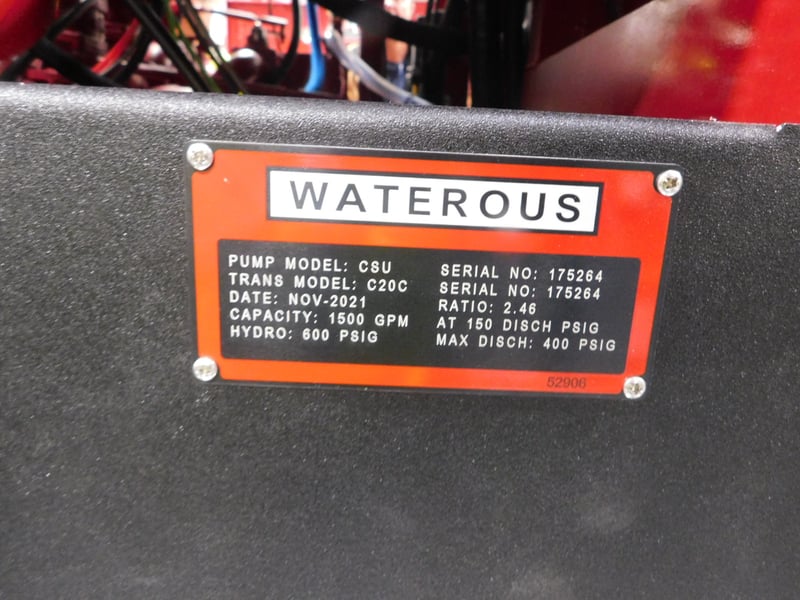 WATEROUS
PUMP MODEL: CSU
TRANS MODEL: C20C
DATE: NOV-2021
CAPACITY: 1500 GPM
HYDRO: 600 PSIG
SERIAL NO: 175264
SERIAL NO: 175264
RATIO: 2.46
AT 150 DISCH PSIG
MAX DISCH: 400 PSIG
52906